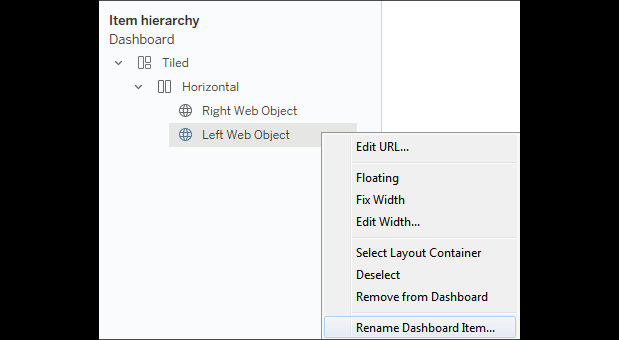 Item hierarchy
Dashboard
Tiled
Horizontal
Right Web Object
Left Web Object
Edit URL...
Floating
Fix Width
Edit Width...
Select Layout Container
Deselect
Remove from Dashboard
Rename Dashboard Item...